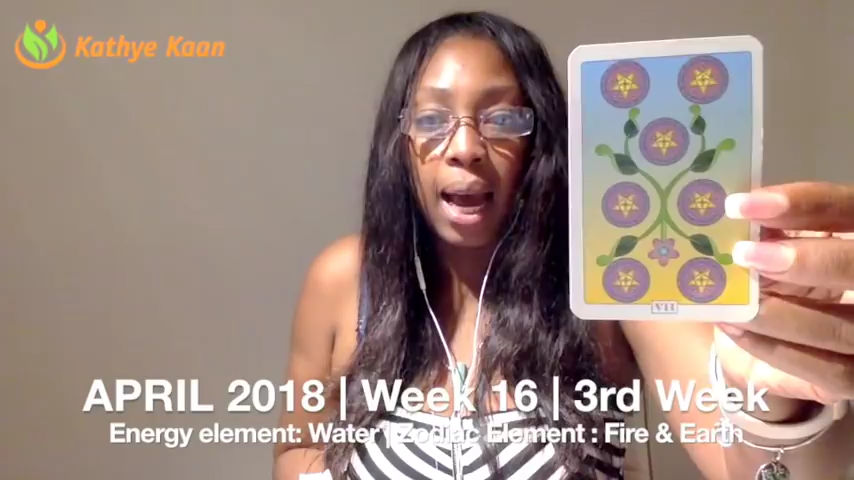 Kathye Kaan
VII
APRIL 2018 | Week 16 | 3rd Week
Energy element: Water | Zodiac Element : Fire & Earth